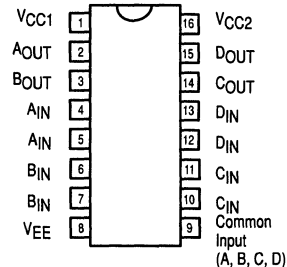 VCC1 1 16 VCC2
AOUT 2 15 DOUT
BOUT 3 14 COUT
AIN 4 13 DIN
AIN 5 12 DIN
BIN 6 11 CIN
BIN 7 10 CIN
VEE 8 9 Common
Input
(A, B, C, D)